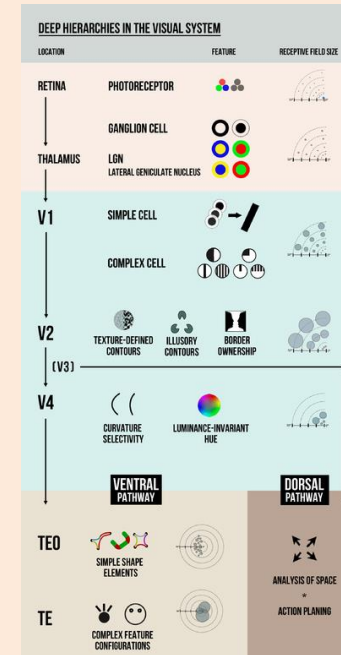 DEEP HIERARCHIES IN THE VISUAL SYSTEM
LOCATION FEATURE RECEPTIVE FIELD SIZE
RETINA PHOTORECEPTOR
GANGLION CELL
THALAMUS LGN
LATERAL GENICULATE NUCLEUS
V1 SIMPLE CELL
COMPLEX CELL
V2
TEXTURE-DEFINED CONTOURS
ILLUSORY CONTOURS
BORDER OWNERSHIP
(V3)
V4
CURVATURE SELECTIVITY
LUMINANCE-INVARIANT HUE
VENTRAL PATHWAY
DORSAL PATHWAY
TEO
SIMPLE SHAPE ELEMENTS
ANALYSIS OF SPACE
*
ACTION PLANING
TE
COMPLEX FEATURE CONFIGURATIONS